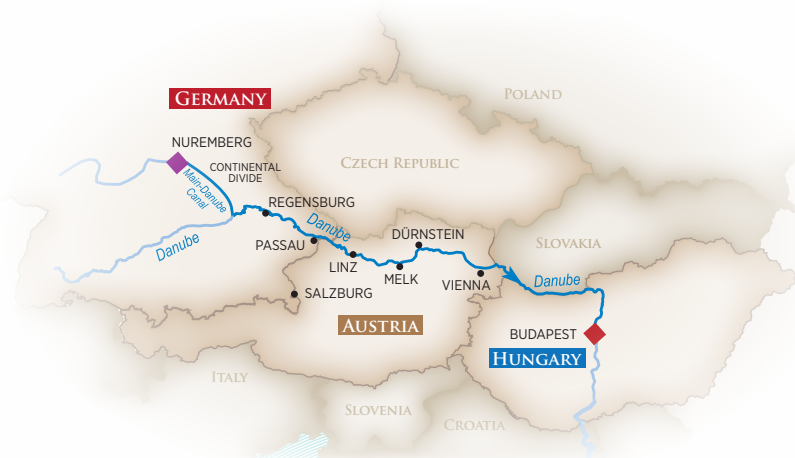 GERMANY
POLAND
NUREMBERG
CZECH REPUBLIC
CONTINENTAL
DIVIDE
Main-Danube
Canal
REGENSBURG
Danube
DÜRNSTEIN
Danube
PASSAU
SLOVAKIA
LINZ
MELK
VIENNA
Danube
SALZBURG
AUSTRIA
BUDAPEST
HUNGARY
ITALY
SLOVENIA
CROATIA